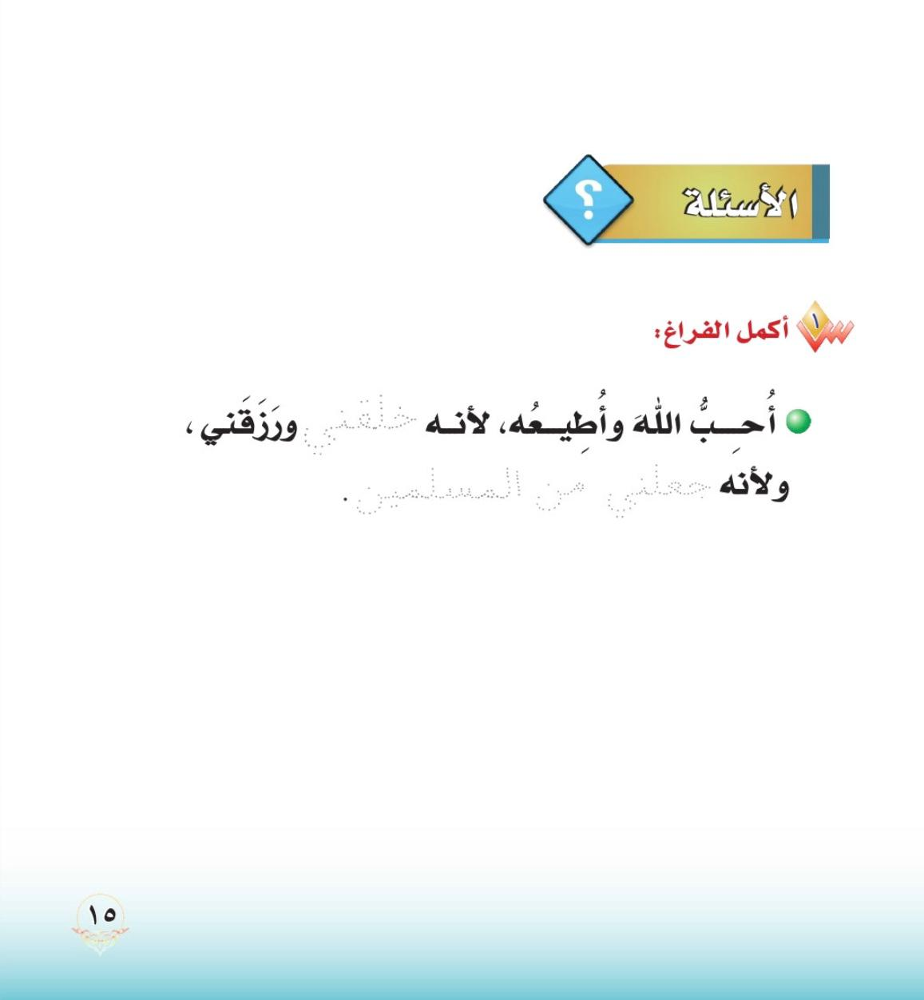 الأسئلة
؟
س١ أكمل الفراغ:
أُحِبُّ اللهَ وأُطِيعُه، لأنه خلقني ورَزَقَني،
ولأنه جعلني من المسلمين.
١٥